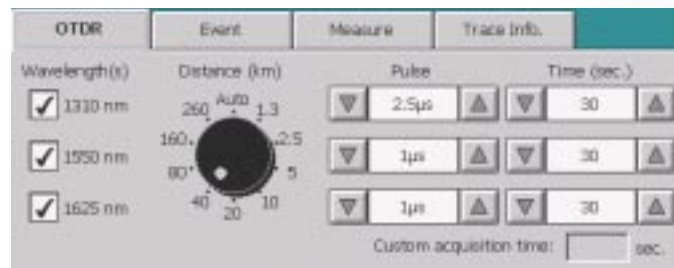 OTDR Event Measure Trace Info.
Wavelength(s) Distance (km) Pulse Time (sec.)
1310 nm 260 Auto 1.3 2.5µs 30
1550 nm 160 2.5 1µs 30
80 5
1625 nm 40 20 10 1µs 30
Custom acquisition time: sec.